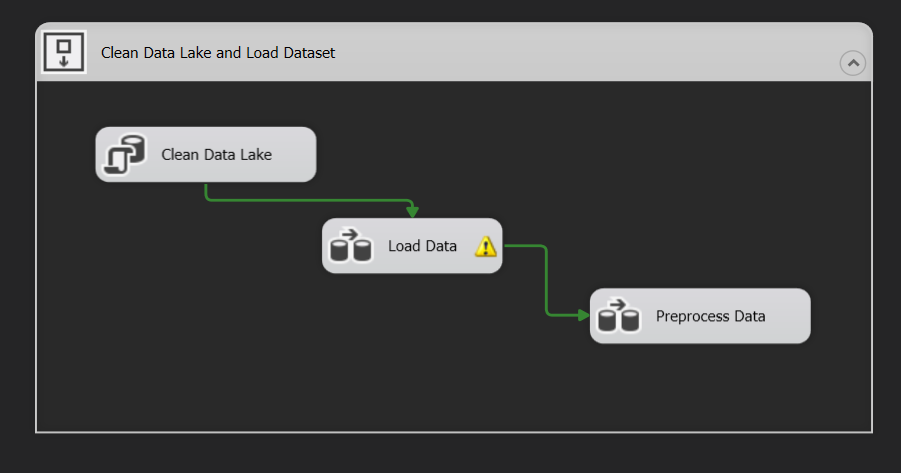 Clean Data Lake and Load Dataset
Clean Data Lake
Load Data
Preprocess Data